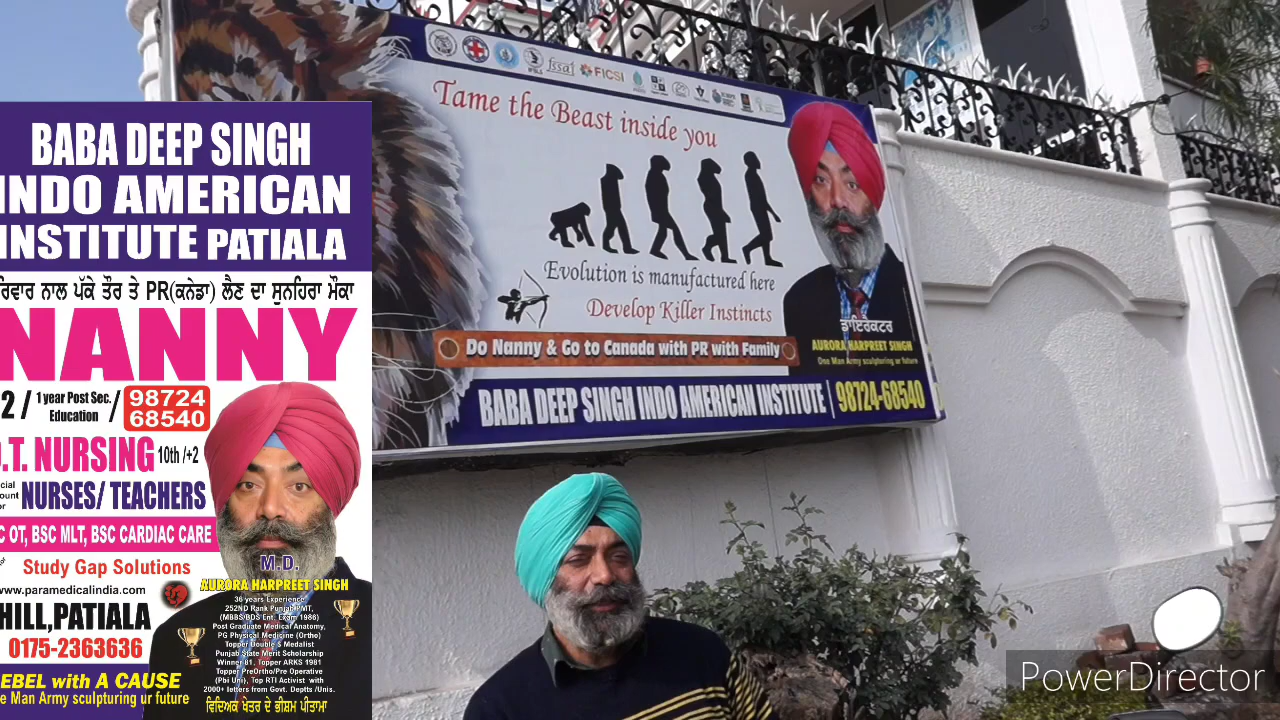 BABA DEEP SINGH
INDO AMERICAN
INSTITUTE PATIALA
ਰਿਵਾਰ ਨਾਲ ਪੱਕੇ ਤੌਰ ਤੇ PR(ਕਨੇਡਾ) ਲੈਣ ਦਾ ਸੁਨਹਿਰਾ ਮੌਕਾ
NANNY
2 / 1 year Post Sec. Education / 98724 68540
.T. NURSING 10th /+2
NURSES/ TEACHERS
OT, BSC MLT, BSC CARDIAC CARE
Study Gap Solutions
www.paramedicalindia.com
HILL,PATIALA
0175-2363636
EBEL with A CAUSE
ne Man Army sculpturing ur future
M.D.
AURORA HARPREET SINGH
36 years Experience
252ND Rank Punjab PMT,
(MBBS/BDS Ent. Exam 1986)
Post Graduate Medical Anatomy,
PG Physical Medicine (Ortho)
Topper Double Medalist
Punjab State Merit Scholarship
Winner 81, Topper ARKS 1981
Topper PreOrtho/Pre Operative
(Pbi Uni), Top RTI Activist with
2000+ letters from Govt. Deptts /Unis.
ਵਿਦਿਅਕ ਖੇਤਰ ਦੇ ਭੀਸ਼ਮ ਪੀਤਾਮਾ
fssai FICSI
Tame the Beast inside you
Evolution is manufactured here
Develop Killer Instincts
Do Nanny & Go to Canada with PR with Family
ਡਾਇਰੈਕਟਰ
AURORA HARPREET SINGH
One Man Army sculpturing ur future
BABA DEEP SINGH INDO AMERICAN INSTITUTE | 98724-68540
PowerDirector